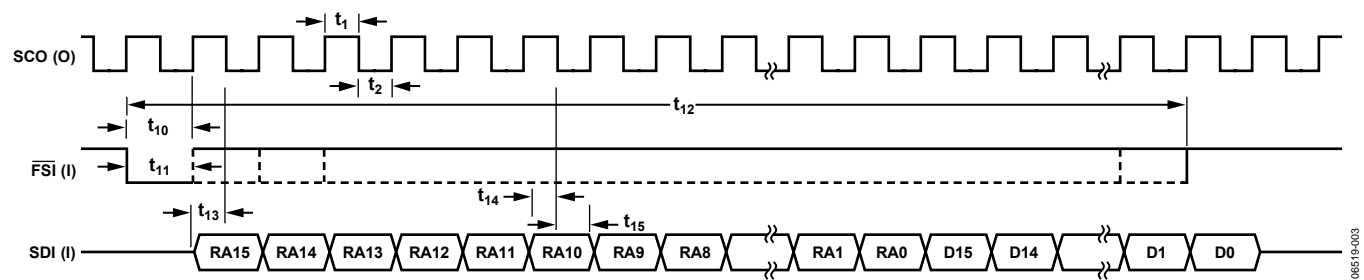 t1
SCO (O)
t2
t12
t10
FSI (I)
t11
t14
t13
t15
SDI (I)
RA15 RA14 RA13 RA12 RA11 RA10 RA9 RA8 RA1 RA0 D15 D14 D1 D0
06519-003